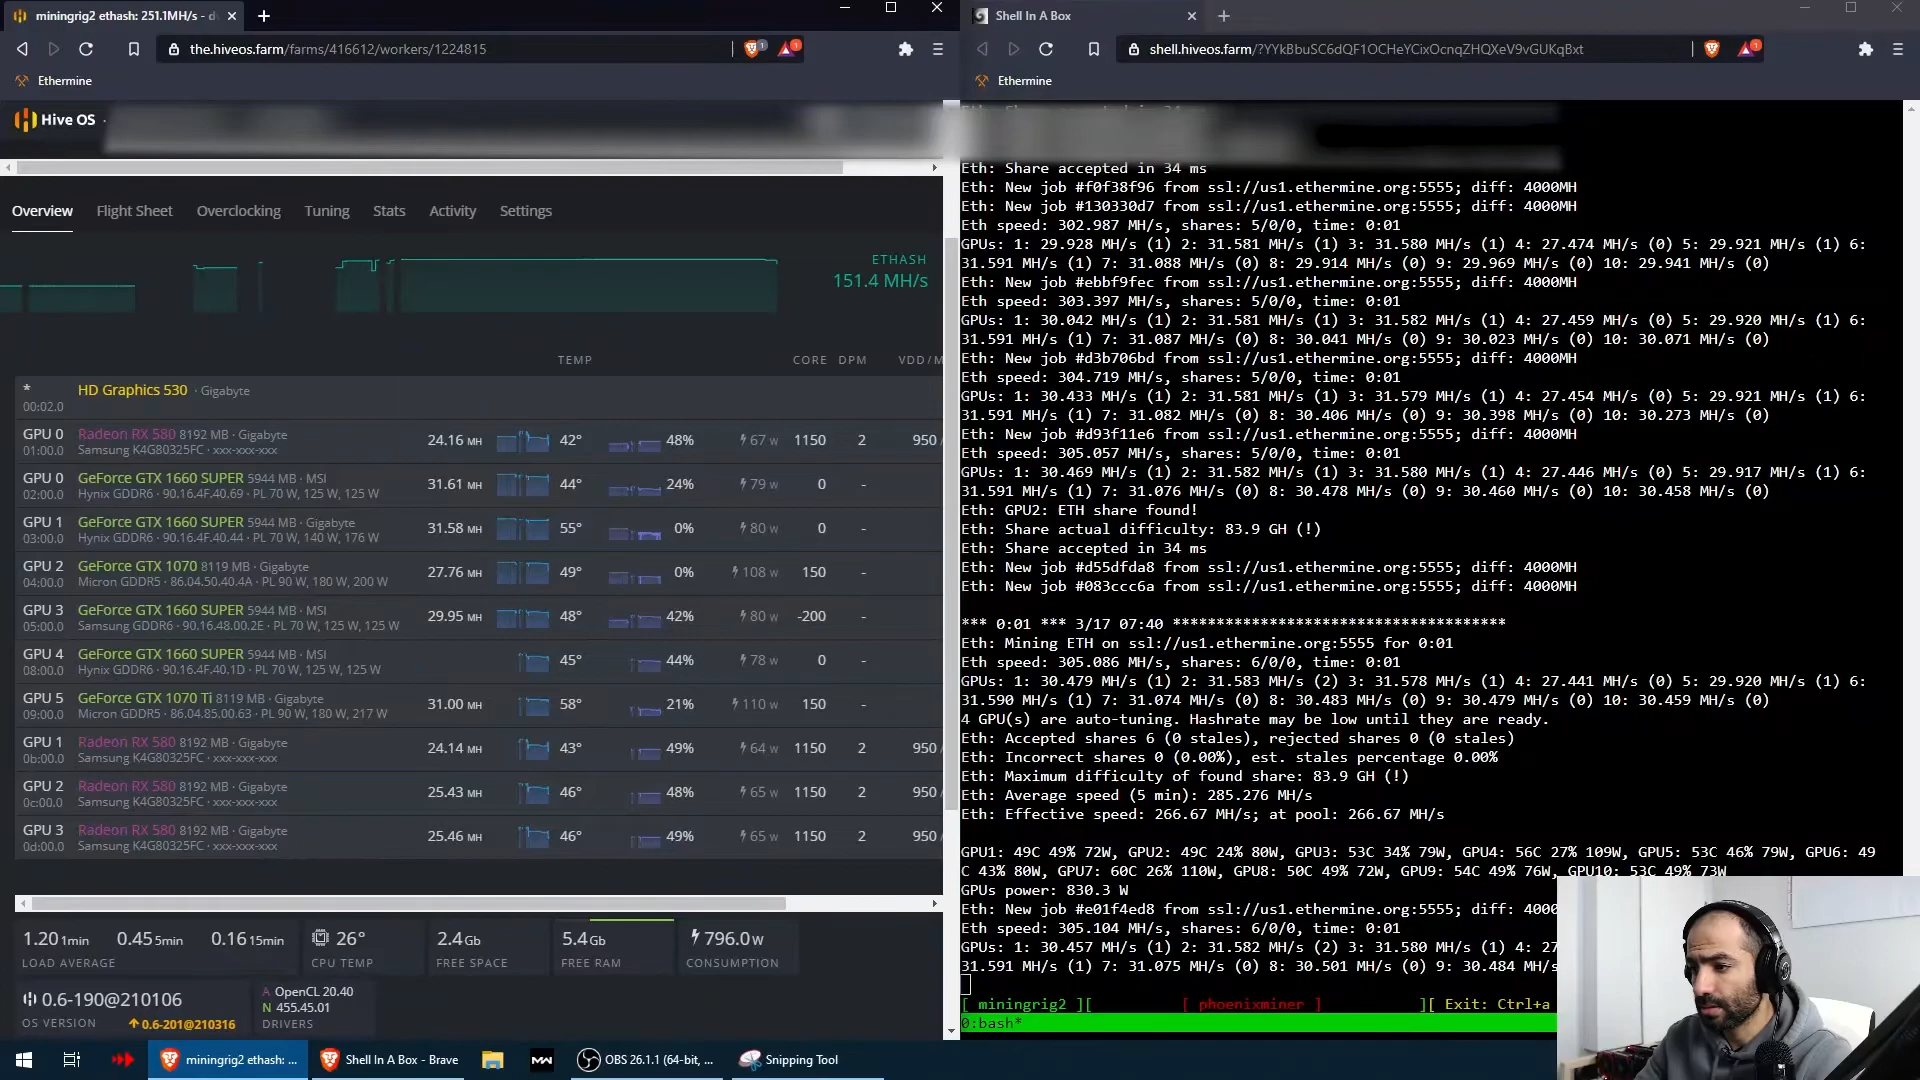 miningrig2 ethash: 251.1MH/s - d
Shell In A Box
the.hiveos.farm/farms/416612/workers/1224815
1
1
shell.hiveos.farm/?YYkBbuSC6dQF1OCHeYCixOcnqZHQXeV9vGUKqBxt
1
Ethermine
Ethermine
Hive OS
Overview
Flight Sheet
Overclocking
Tuning
Stats
Activity
Settings
ETHASH
151.4 MH/s
TEMP CORE DPM VDD/M
* HD Graphics 530 · Gigabyte
00:02.0
GPU 0 Radeon RX 580 8192 MB · Gigabyte 24.16 MH 42° 48% 67 W 1150 2 950 /
01:00.0 Samsung K4G80325FC · xxx-xxx-xxx
GPU 0 GeForce GTX 1660 SUPER 5944 MB · MSI 31.61 MH 44° 24% 79 W 0 -
02:00.0 Hynix GDDR6 · 90.16.4F.40.69 · PL 70 W, 125 W, 125 W
GPU 1 GeForce GTX 1660 SUPER 5944 MB · Gigabyte 31.58 MH 55° 0% 80 W 0 -
03:00.0 Hynix GDDR6 · 90.16.4F.40.44 · PL 70 W, 140 W, 176 W
GPU 2 GeForce GTX 1070 8119 MB · Gigabyte 27.76 MH 49° 0% 108 W 150 -
04:00.0 Micron GDDR5 · 86.04.50.40.4A · PL 90 W, 180 W, 200 W
GPU 3 GeForce GTX 1660 SUPER 5944 MB · MSI 29.95 MH 48° 42% 80 W -200 -
05:00.0 Samsung GDDR6 · 90.16.48.00.2E · PL 70 W, 125 W, 125 W
GPU 4 GeForce GTX 1660 SUPER 5944 MB · MSI 45° 44% 78 W 0 -
08:00.0 Hynix GDDR6 · 90.16.4F.40.1D · PL 70 W, 125 W, 125 W
GPU 5 GeForce GTX 1070 Ti 8119 MB · Gigabyte 31.00 MH 58° 21% 110 W 150 -
09:00.0 Micron GDDR5 · 86.04.85.00.63 · PL 90 W, 180 W, 217 W
GPU 1 Radeon RX 580 8192 MB · Gigabyte 24.14 MH 43° 49% 64 W 1150 2 950 /
0b:00.0 Samsung K4G80325FC · xxx-xxx-xxx
GPU 2 Radeon RX 580 8192 MB · Gigabyte 25.43 MH 46° 48% 65 W 1150 2 950 /
0c:00.0 Samsung K4G80325FC · xxx-xxx-xxx
GPU 3 Radeon RX 580 8192 MB · Gigabyte 25.46 MH 46° 49% 65 W 1150 2 950 /
0d:00.0 Samsung K4G80325FC · xxx-xxx-xxx
1.20 1min 0.45 5min 0.16 15min 26° 2.4 Gb 5.4 Gb 796.0 W
LOAD AVERAGE CPU TEMP FREE SPACE FREE RAM CONSUMPTION
0.6-190@210106 A OpenCL 20.40
N 455.45.01
OS VERSION 0.6-201@210316 DRIVERS
Eth: Share accepted in 34 ms
Eth: New job #f0f38f96 from ssl://us1.ethermine.org:5555; diff: 4000MH
Eth: New job #130330d7 from ssl://us1.ethermine.org:5555; diff: 4000MH
Eth speed: 302.987 MH/s, shares: 5/0/0, time: 0:01
GPUs: 1: 29.928 MH/s (1) 2: 31.581 MH/s (1) 3: 31.580 MH/s (1) 4: 27.474 MH/s (0) 5: 29.921 MH/s (1) 6:
31.591 MH/s (1) 7: 31.088 MH/s (0) 8: 29.914 MH/s (0) 9: 29.969 MH/s (0) 10: 29.941 MH/s (0)
Eth: New job #ebbf9fec from ssl://us1.ethermine.org:5555; diff: 4000MH
Eth speed: 303.397 MH/s, shares: 5/0/0, time: 0:01
GPUs: 1: 30.042 MH/s (1) 2: 31.581 MH/s (1) 3: 31.582 MH/s (1) 4: 27.459 MH/s (0) 5: 29.920 MH/s (1) 6:
31.591 MH/s (1) 7: 31.087 MH/s (0) 8: 30.041 MH/s (0) 9: 30.023 MH/s (0) 10: 30.071 MH/s (0)
Eth: New job #d3b706bd from ssl://us1.ethermine.org:5555; diff: 4000MH
Eth speed: 304.719 MH/s, shares: 5/0/0, time: 0:01
GPUs: 1: 30.433 MH/s (1) 2: 31.581 MH/s (1) 3: 31.579 MH/s (1) 4: 27.454 MH/s (0) 5: 29.921 MH/s (1) 6:
31.591 MH/s (1) 7: 31.082 MH/s (0) 8: 30.406 MH/s (0) 9: 30.398 MH/s (0) 10: 30.273 MH/s (0)
Eth: New job #d93f11e6 from ssl://us1.ethermine.org:5555; diff: 4000MH
Eth speed: 305.057 MH/s, shares: 5/0/0, time: 0:01
GPUs: 1: 30.469 MH/s (1) 2: 31.582 MH/s (1) 3: 31.580 MH/s (1) 4: 27.446 MH/s (0) 5: 29.917 MH/s (1) 6:
31.591 MH/s (1) 7: 31.076 MH/s (0) 8: 30.478 MH/s (0) 9: 30.460 MH/s (0) 10: 30.458 MH/s (0)
Eth: GPU2: ETH share found!
Eth: Share actual difficulty: 83.9 GH (!)
Eth: Share accepted in 34 ms
Eth: New job #d55dfda8 from ssl://us1.ethermine.org:5555; diff: 4000MH
Eth: New job #083ccc6a from ssl://us1.ethermine.org:5555; diff: 4000MH
*** 0:01 *** 3/17 07:40 **************************************
Eth: Mining ETH on ssl://us1.ethermine.org:5555 for 0:01
Eth speed: 305.086 MH/s, shares: 6/0/0, time: 0:01
GPUs: 1: 30.479 MH/s (1) 2: 31.583 MH/s (2) 3: 31.578 MH/s (1) 4: 27.441 MH/s (0) 5: 29.920 MH/s (1) 6:
31.590 MH/s (1) 7: 31.074 MH/s (0) 8: 30.483 MH/s (0) 9: 30.479 MH/s (0) 10: 30.459 MH/s (0)
4 GPU(s) are auto-tuning. Hashrate may be low until they are ready.
Eth: Accepted shares 6 (0 stales), rejected shares 0 (0 stales)
Eth: Incorrect shares 0 (0.00%), est. stales percentage 0.00%
Eth: Maximum difficulty of found share: 83.9 GH (!)
Eth: Average speed (5 min): 285.276 MH/s
Eth: Effective speed: 266.67 MH/s; at pool: 266.67 MH/s
GPU1: 49C 49% 72W, GPU2: 49C 24% 80W, GPU3: 53C 34% 79W, GPU4: 56C 27% 109W, GPU5: 53C 46% 79W, GPU6: 49
C 43% 80W, GPU7: 60C 26% 110W, GPU8: 50C 49% 72W, GPU9: 54C 49% 76W, GPU10: 53C 49% 73W
GPUs power: 830.3 W
Eth: New job #e01f4ed8 from ssl://us1.ethermine.org:5555; diff: 4000
Eth speed: 305.104 MH/s, shares: 6/0/0, time: 0:01
GPUs: 1: 30.457 MH/s (1) 2: 31.582 MH/s (2) 3: 31.580 MH/s (1) 4: 27
31.591 MH/s (1) 7: 31.075 MH/s (0) 8: 30.501 MH/s (0) 9: 30.484 MH/s
[ miningrig2 ][ [ phoenixminer ] ][ Exit: Ctrl+a
0:bash*
miningrig2 ethash: ...
Shell In A Box - Brave
MW
OBS 26.1.1 (64-bit, ...
Snipping Tool